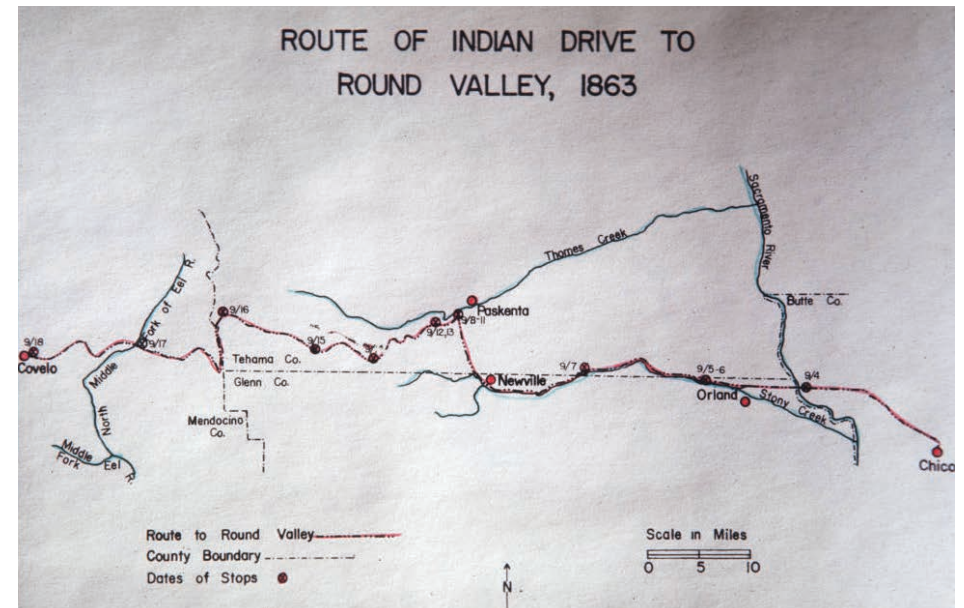 ROUTE OF INDIAN DRIVE TO
ROUND VALLEY, 1863
Sacramento River
Thomes Creek
Butte Co.
Fork of Eel R.
Middle
9/16
Paskenta
9/8-11
9/12,13
9/15
9/17
9/18
Covelo
Tehama Co.
Glenn Co.
9/7
Newville
9/5-6
9/4
Orland
Stony Creek
Mendocino
Co.
North
Middle
Fork
Eel
R.
Chico
Route to Round Valley
County Boundary
Dates of Stops
Scale in Miles
0 5 10
N